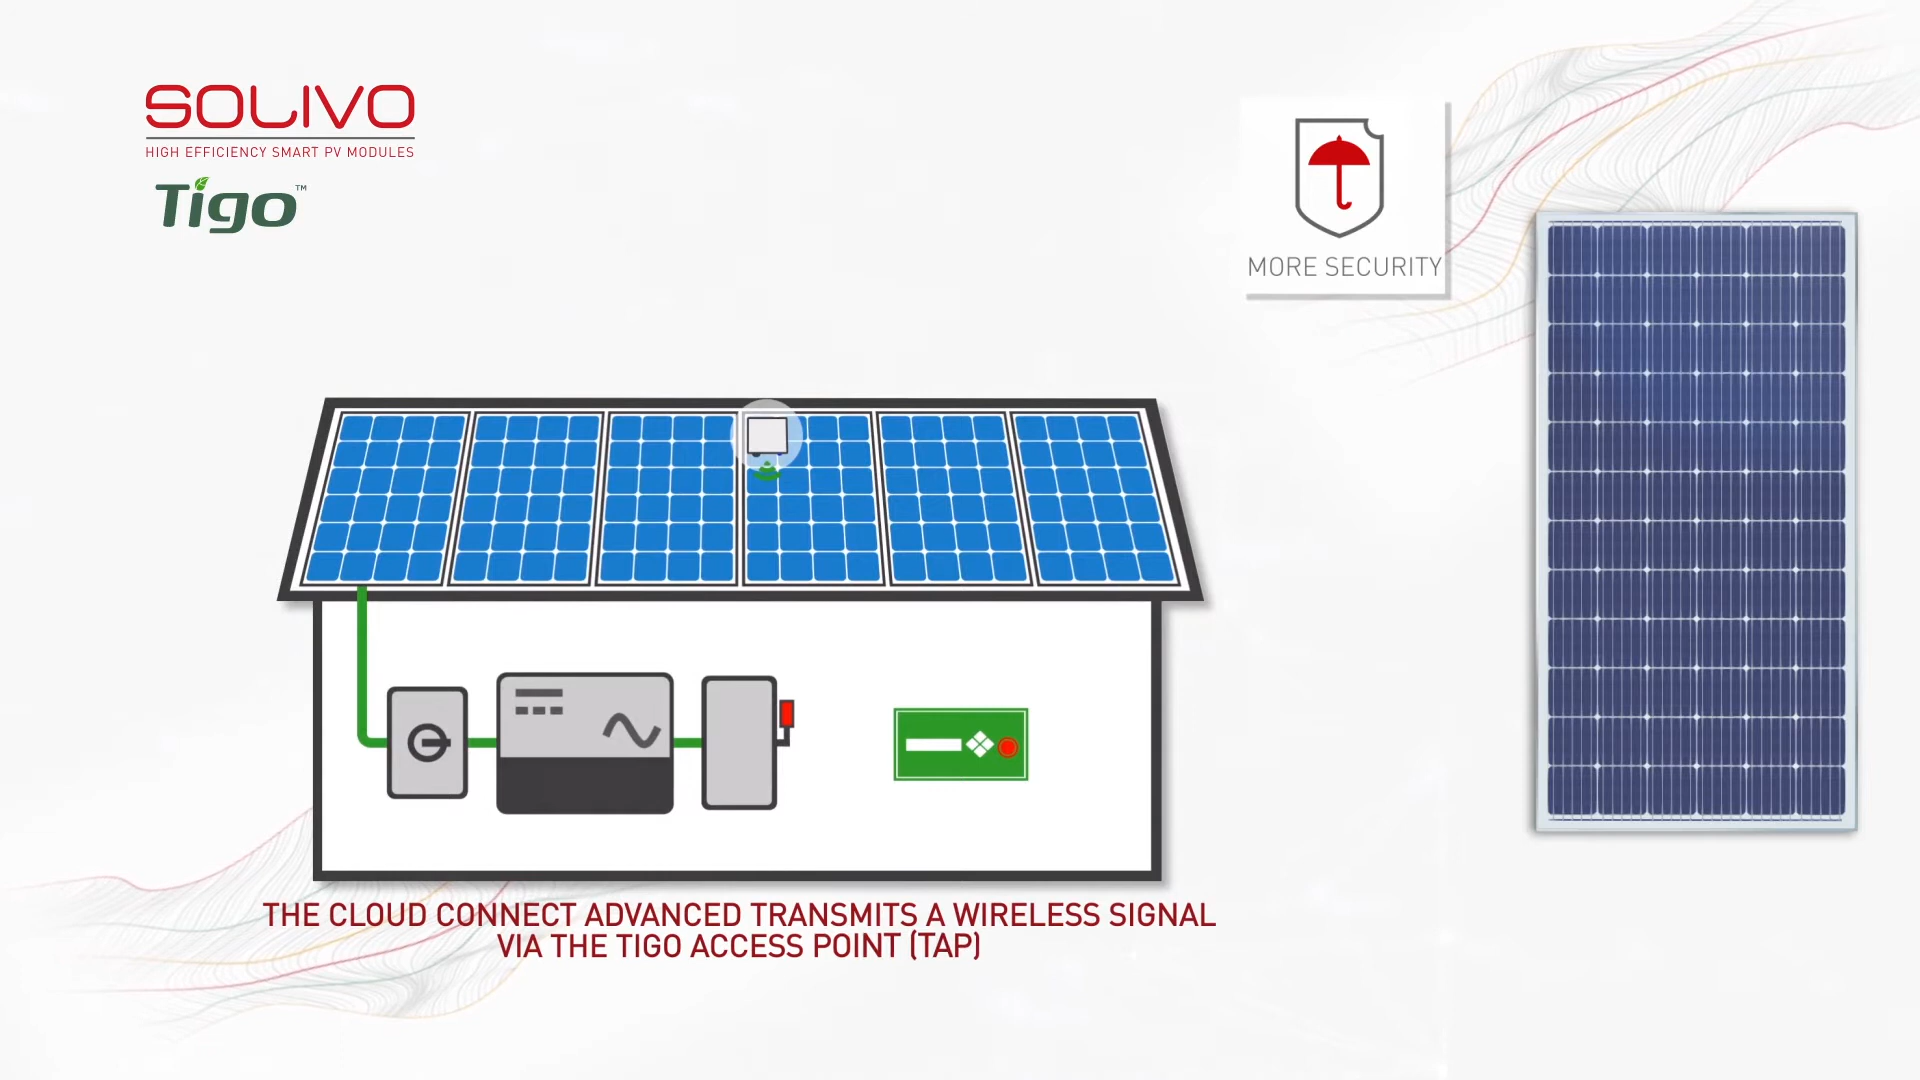 SOLIVO
HIGH EFFICIENCY SMART PV MODULES
Tigo™
MORE SECURITY
THE CLOUD CONNECT ADVANCED TRANSMITS A WIRELESS SIGNAL
VIA THE TIGO ACCESS POINT (TAP)